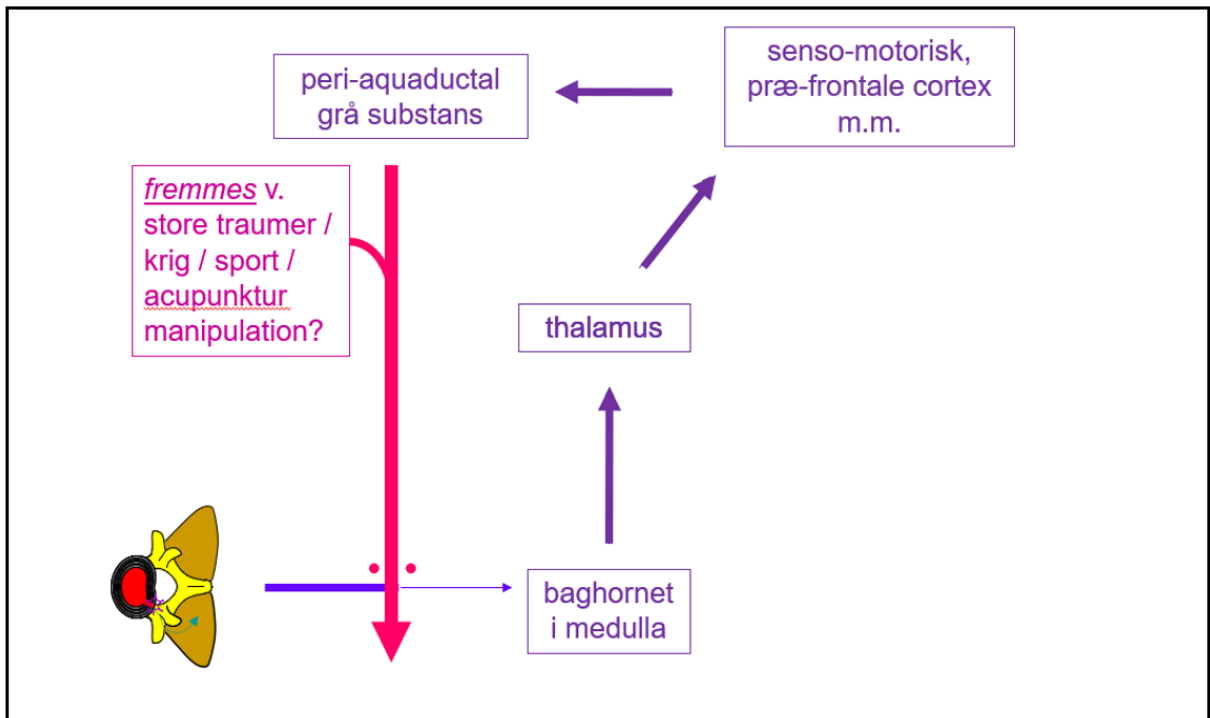 peri-aquaductal
grå substans
senso-motorisk,
præ-frontale cortex
m.m.
fremmes v.
store traumer /
krig / sport /
acupunktur
manipulation?
thalamus
baghornet
i medulla